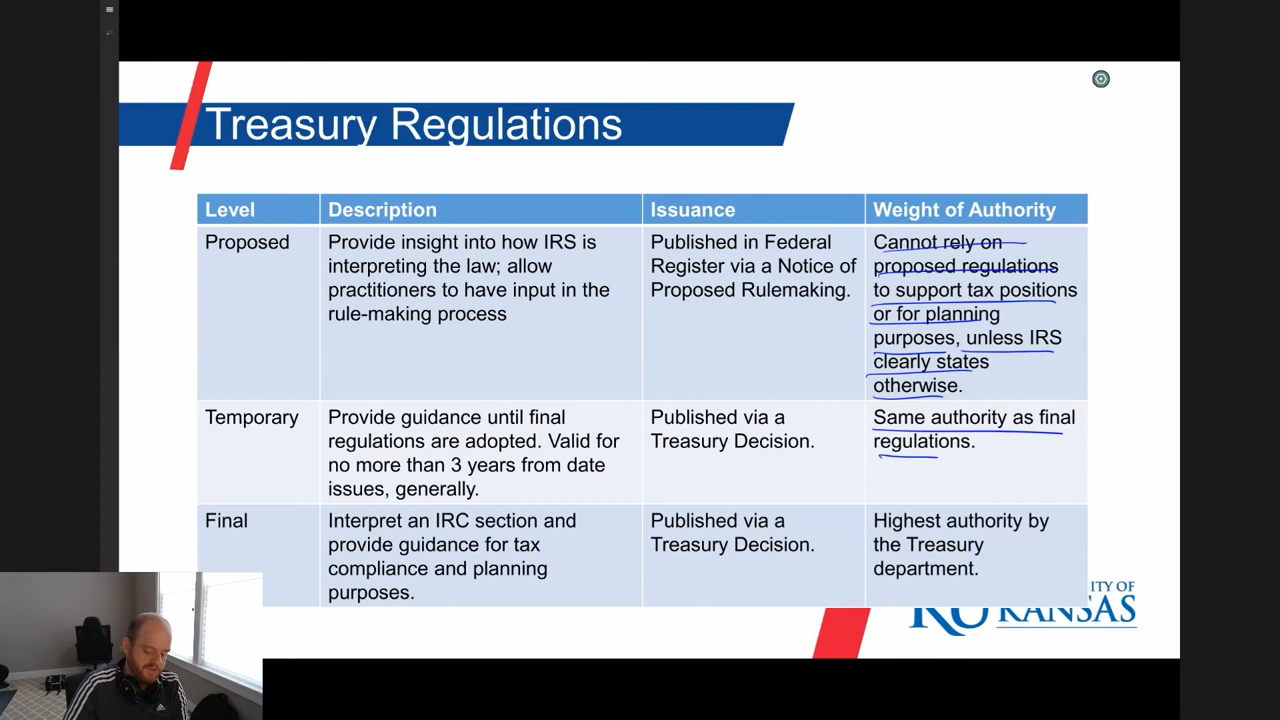 Treasury Regulations
Level
Description
Issuance
Weight of Authority
Proposed
Provide insight into how IRS is
interpreting the law; allow
practitioners to have input in the
rule-making process
Published in Federal
Register via a Notice of
Proposed Rulemaking.
Cannot rely on
proposed regulations
to support tax positions
or for planning
purposes, unless IRS
clearly states
otherwise.
Temporary
Provide guidance until final
regulations are adopted. Valid for
no more than 3 years from date
issues, generally.
Published via a
Treasury Decision.
Same authority as final
regulations.
Final
Interpret an IRC section and
provide guidance for tax
compliance and planning
purposes.
Published via a
Treasury Decision.
Highest authority by
the Treasury
department.
ITY OF
KU KANSAS